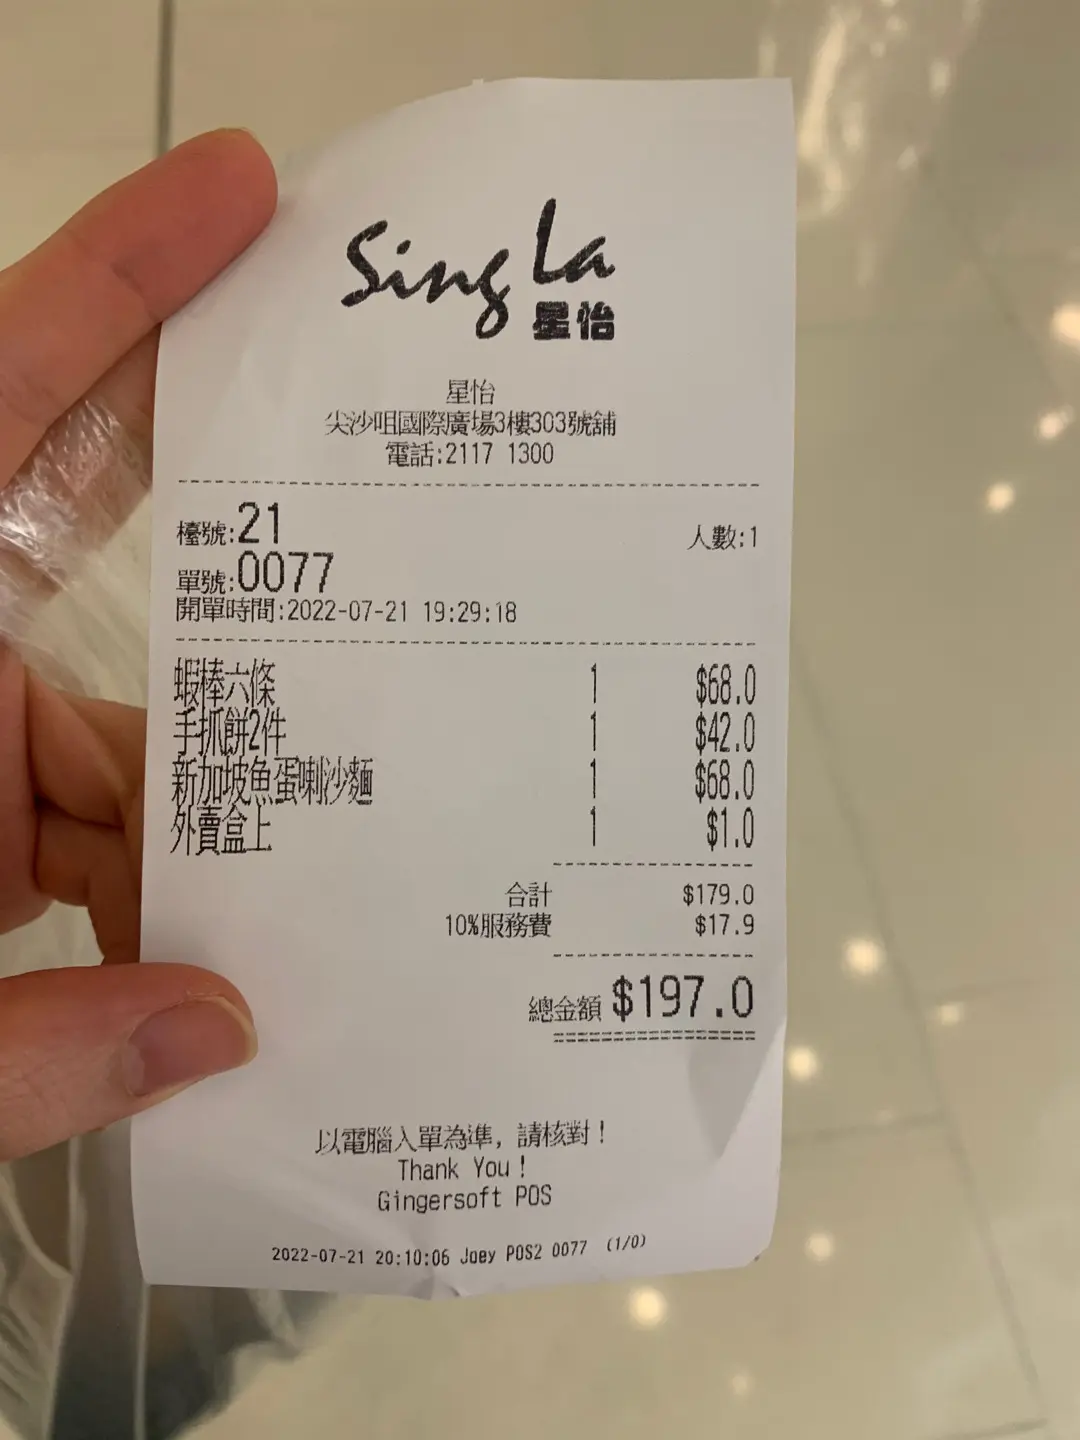 Sing La
星怡
星怡
尖沙咀國際廣場3樓303號舖
電話:2117 1300
檯號:21 人數:1
單號:0077
開單時間:2022-07-21 19:29:18
蝦棒六條 1 $68.0
手抓餅2件 1 $42.0
新加坡魚蛋喇沙麵 1 $68.0
外賣盒上 1 $1.0
合計 $179.0
10%服務費 $17.9
總金額 $197.0
以電腦入單為準, 請核對!
Thank You!
Gingersoft POS
2022-07-21 20:10:06 Joey POS2 0077 (1/0)